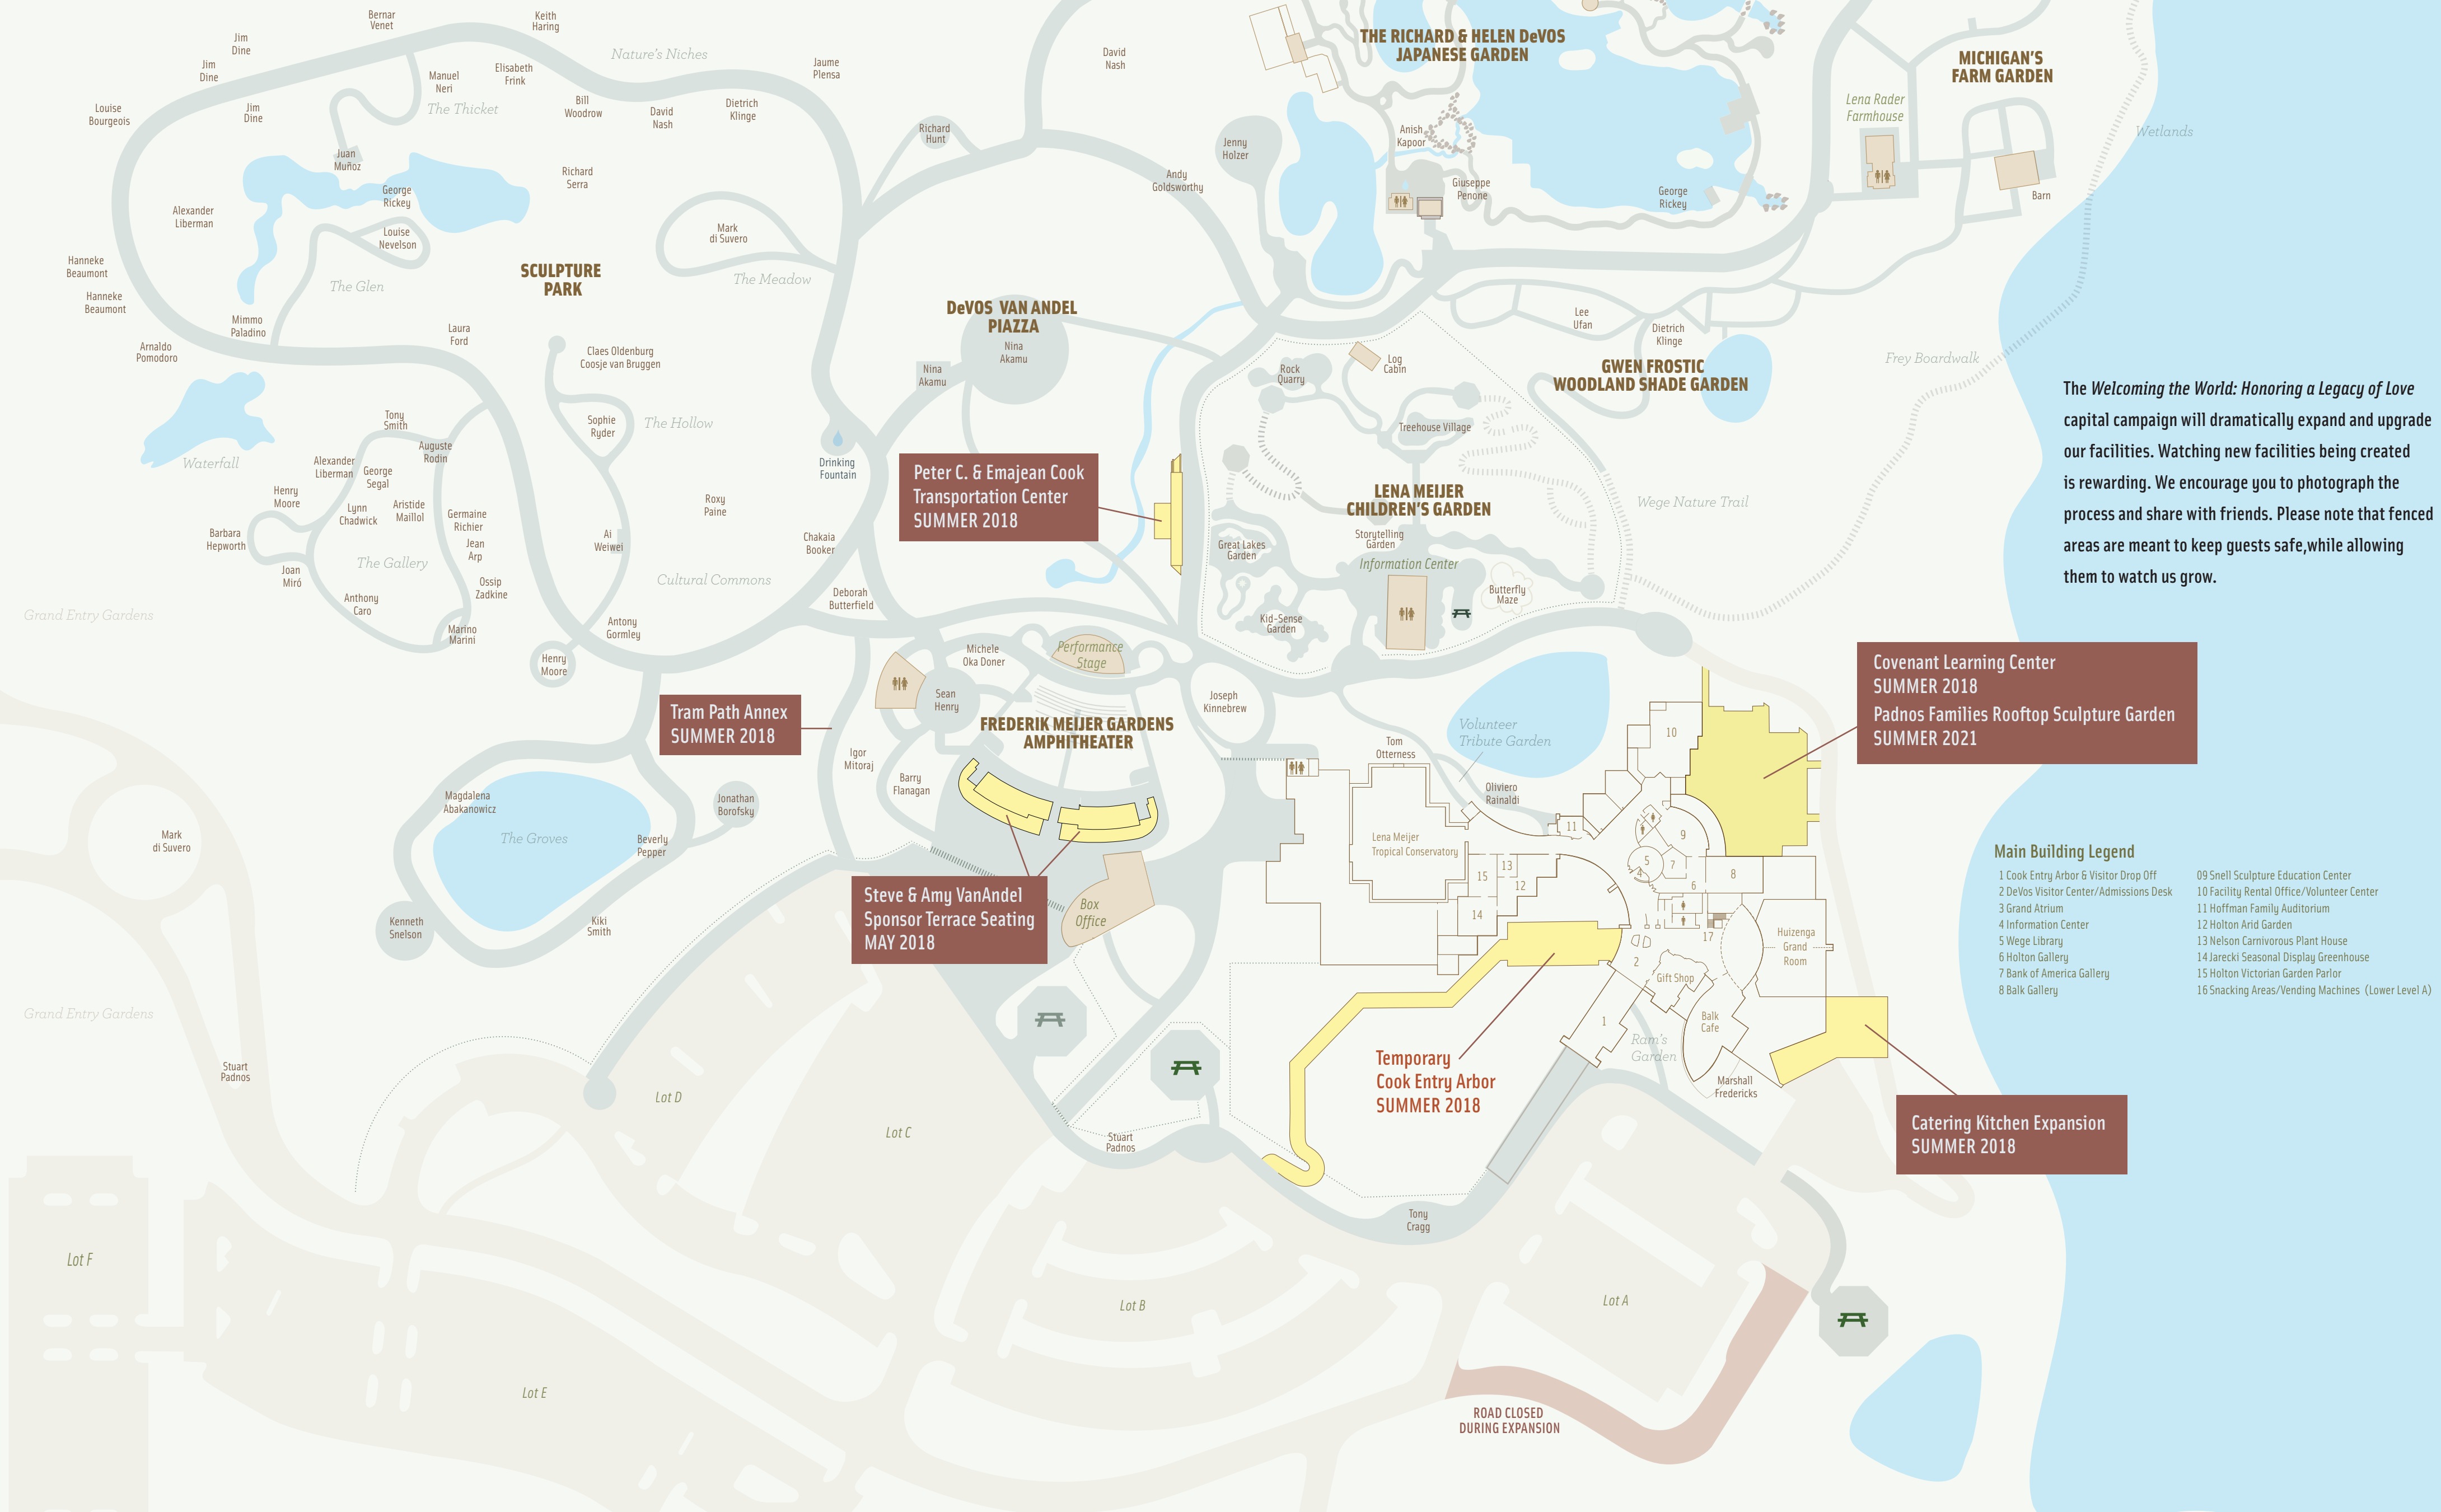 Bernar
Venet
Keith
Haring
Jim
Dine
Jim
Dine
Nature's Niches
Jaume
Plensa
David
Nash
THE RICHARD & HELEN DeVOS
JAPANESE GARDEN
MICHIGAN'S
FARM GARDEN
Manuel
Neri
Elisabeth
Frink
Louise
Bourgeois
Jim
Dine
The Thicket
Bill
Woodrow
David
Nash
Dietrich
Klinge
Richard
Hunt
Jenny
Holzer
Anish
Kapoor
Lena Rader
Farmhouse
Wetlands
Juan
Muñoz
George
Rickey
Richard
Serra
Andy
Goldsworthy
Giuseppe
Penone
George
Rickey
Barn
Alexander
Liberman
Louise
Nevelson
Mark
di Suvero
Hanneke
Beaumont
Hanneke
Beaumont
The Glen
SCULPTURE
PARK
The Meadow
Mimmo
Paladino
Arnaldo
Pomodoro
Laura
Ford
Claes Oldenburg
Coosje van Bruggen
DeVOS VAN ANDEL
PIAZZA
Nina
Akamu
Nina
Akamu
Rock
Quarry
Log
Cabin
Lee
Ufan
Dietrich
Klinge
GWEN FROSTIC
WOODLAND SHADE GARDEN
Frey Boardwalk
The Welcoming the World: Honoring a Legacy of Love
capital campaign will dramatically expand and upgrade
our facilities. Watching new facilities being created
is rewarding. We encourage you to photograph the
process and share with friends. Please note that fenced
areas are meant to keep guests safe,while allowing
them to watch us grow.
Tony
Smith
Auguste
Rodin
Sophie
Ryder
The Hollow
Treehouse Village
Waterfall
Alexander
Liberman
George
Segal
Drinking
Fountain
Peter C. & Emajean Cook
Transportation Center
SUMMER 2018
LENA MEIJER
CHILDREN'S GARDEN
Wege Nature Trail
Henry
Moore
Lynn
Chadwick
Aristide
Maillol
Germaine
Richier
Roxy
Paine
Barbara
Hepworth
Jean
Arp
Ai
Weiwei
Chakaia
Booker
Great Lakes
Garden
Storytelling
Garden
Information Center
Joan
Miró
The Gallery
Ossip
Zadkine
Cultural Commons
Deborah
Butterfield
Butterfly
Maze
Grand Entry Gardens
Anthony
Caro
Marino
Marini
Antony
Gormley
Kid-Sense
Garden
Henry
Moore
Michele
Oka Doner
Performance
Stage
Covenant Learning Center
SUMMER 2018
Padnos Families Rooftop Sculpture Garden
SUMMER 2021
Tram Path Annex
SUMMER 2018
Sean
Henry
Joseph
Kinnebrew
FREDERIK MEIJER GARDENS
AMPHITHEATER
Volunteer
Tribute Garden
Igor
Mitoraj
Barry
Flanagan
Tom
Otterness
Oliviero
Rainaldi
10
Magdalena
Abakanowicz
Jonathan
Borofsky
Mark
di Suvero
The Groves
Beverly
Pepper
Lena Meijer
Tropical Conservatory
11
9
5
7
4
6
8
13
15
12
14
17
2
1
Steve & Amy VanAndel
Sponsor Terrace Seating
MAY 2018
Box
Office
Kenneth
Snelson
Kiki
Smith
Huizenga
Grand
Room
Gift Shop
Balk
Cafe
Ram's
Garden
Marshall
Fredericks
Main Building Legend
1 Cook Entry Arbor & Visitor Drop Off
2 DeVos Visitor Center/Admissions Desk
3 Grand Atrium
4 Information Center
5 Wege Library
6 Holton Gallery
7 Bank of America Gallery
8 Balk Gallery
09 Snell Sculpture Education Center
10 Facility Rental Office/Volunteer Center
11 Hoffman Family Auditorium
12 Holton Arid Garden
13 Nelson Carnivorous Plant House
14 Jarecki Seasonal Display Greenhouse
15 Holton Victorian Garden Parlor
16 Snacking Areas/Vending Machines (Lower Level A)
Grand Entry Gardens
Stuart
Padnos
Lot D
Lot C
Temporary
Cook Entry Arbor
SUMMER 2018
Catering Kitchen Expansion
SUMMER 2018
Stuart
Padnos
Tony
Cragg
Lot F
Lot B
Lot A
Lot E
ROAD CLOSED
DURING EXPANSION